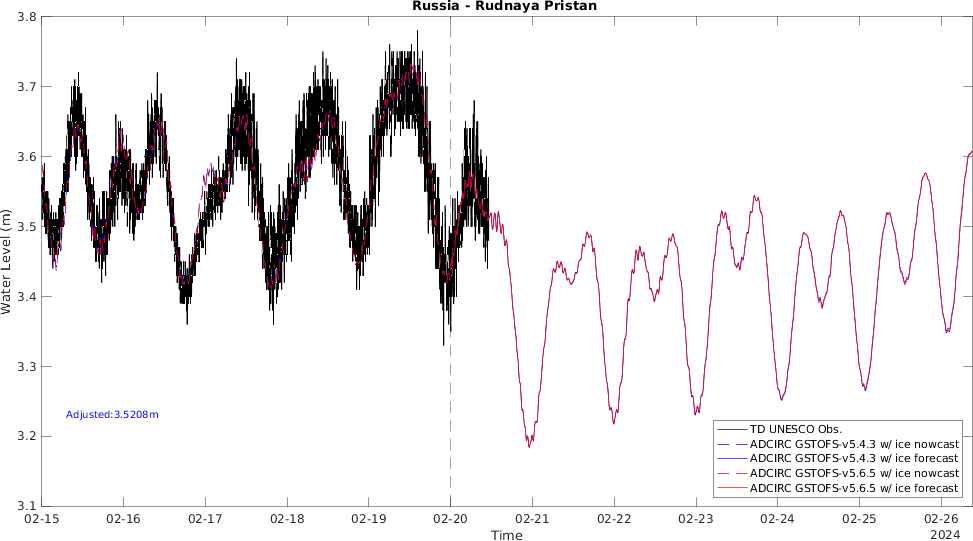 Russia - Rudnaya Pristan
3.8
3.7
3.6
3.5
3.4
3.3
3.2
3.1
Water Level (m)
Adjusted:3.5208m
TD UNESCO Obs.
ADCIRC GSTOFS-v5.4.3 w/ ice nowcast
ADCIRC GSTOFS-v5.4.3 w/ ice forecast
ADCIRC GSTOFS-v5.6.5 w/ ice nowcast
ADCIRC GSTOFS-v5.6.5 w/ ice forecast
02-15 02-16 02-17 02-18 02-19 02-20 02-21 02-22 02-23 02-24 02-25 02-26
2024
Time